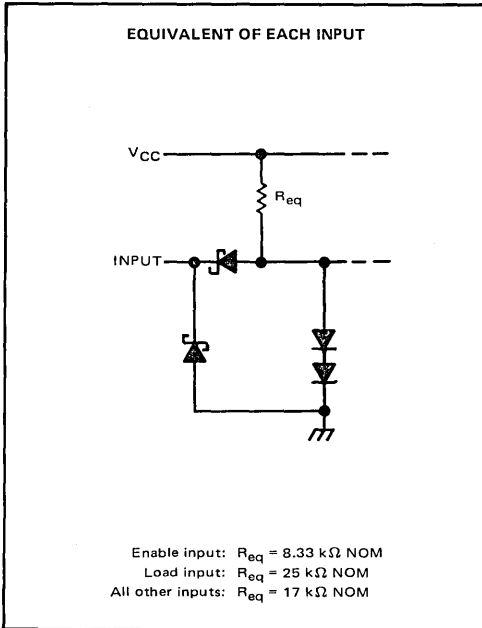 EQUIVALENT OF EACH INPUT
VCC
Req
INPUT
Enable input: Req = 8.33 kΩ NOM
Load input: Req = 25 kΩ NOM
All other inputs: Req = 17 kΩ NOM